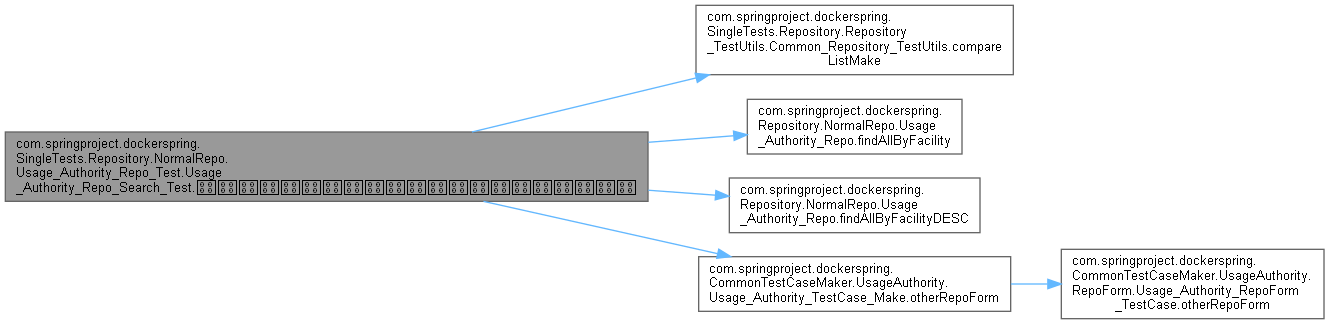 com.springproject.dockerspring.
SingleTests.Repository.Repository
_TestUtils.Common_Repository_TestUtils.compare
ListMake
com.springproject.dockerspring.
Repository.NormalRepo.Usage
_Authority_Repo.findAllByFacility
com.springproject.dockerspring.
SingleTests.Repository.NormalRepo.
Usage_Authority_Repo_Test.Usage
_Authority_Repo_Search_Test.
com.springproject.dockerspring.
Repository.NormalRepo.Usage
_Authority_Repo.findAllByFacilityDESC
com.springproject.dockerspring.
CommonTestCaseMaker.UsageAuthority.
Usage_Authority_TestCase_Make.otherRepoForm
com.springproject.dockerspring.
CommonTestCaseMaker.UsageAuthority.
RepoForm.Usage_Authority_RepoForm
_TestCase.otherRepoForm